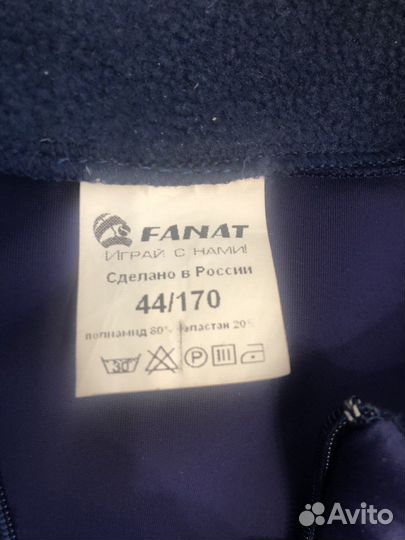 FANAT
ИГРАЙ С НАМИ!
Сделано в России
44/170
полиамид 80% эластан 20%
30° P
Avito